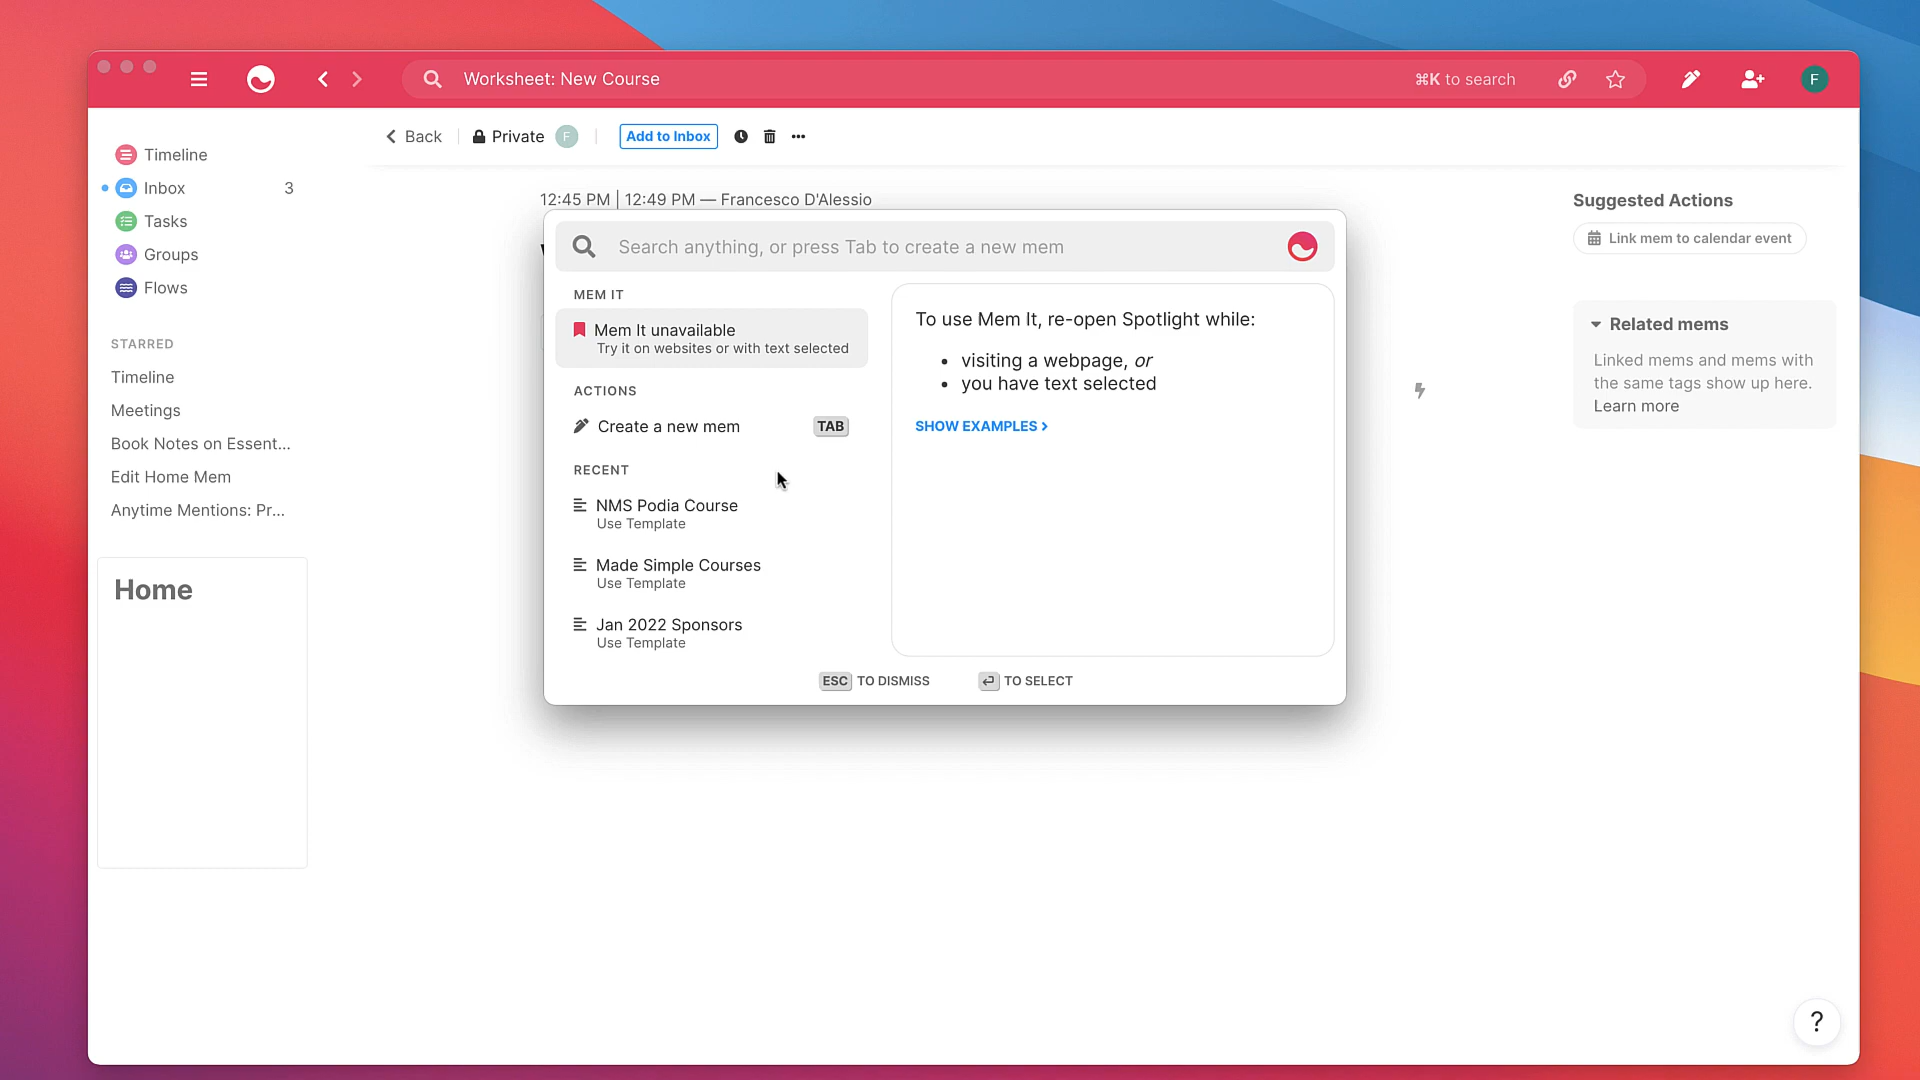 Worksheet: New Course
⌘K to search
F
Timeline
Inbox 3
Tasks
Groups
Flows
STARRED
Timeline
Meetings
Book Notes on Essent...
Edit Home Mem
Anytime Mentions: Pr...
Home
Back
Private
F
Add to Inbox
12:45 PM | 12:49 PM — Francesco D'Alessio
Search anything, or press Tab to create a new mem
MEM IT
Mem It unavailable
Try it on websites or with text selected
ACTIONS
Create a new mem TAB
RECENT
NMS Podia Course
Use Template
Made Simple Courses
Use Template
Jan 2022 Sponsors
Use Template
To use Mem It, re-open Spotlight while:
• visiting a webpage, or
• you have text selected
SHOW EXAMPLES >
ESC TO DISMISS
TO SELECT
Suggested Actions
Link mem to calendar event
Related mems
Linked mems and mems with
the same tags show up here.
Learn more
?